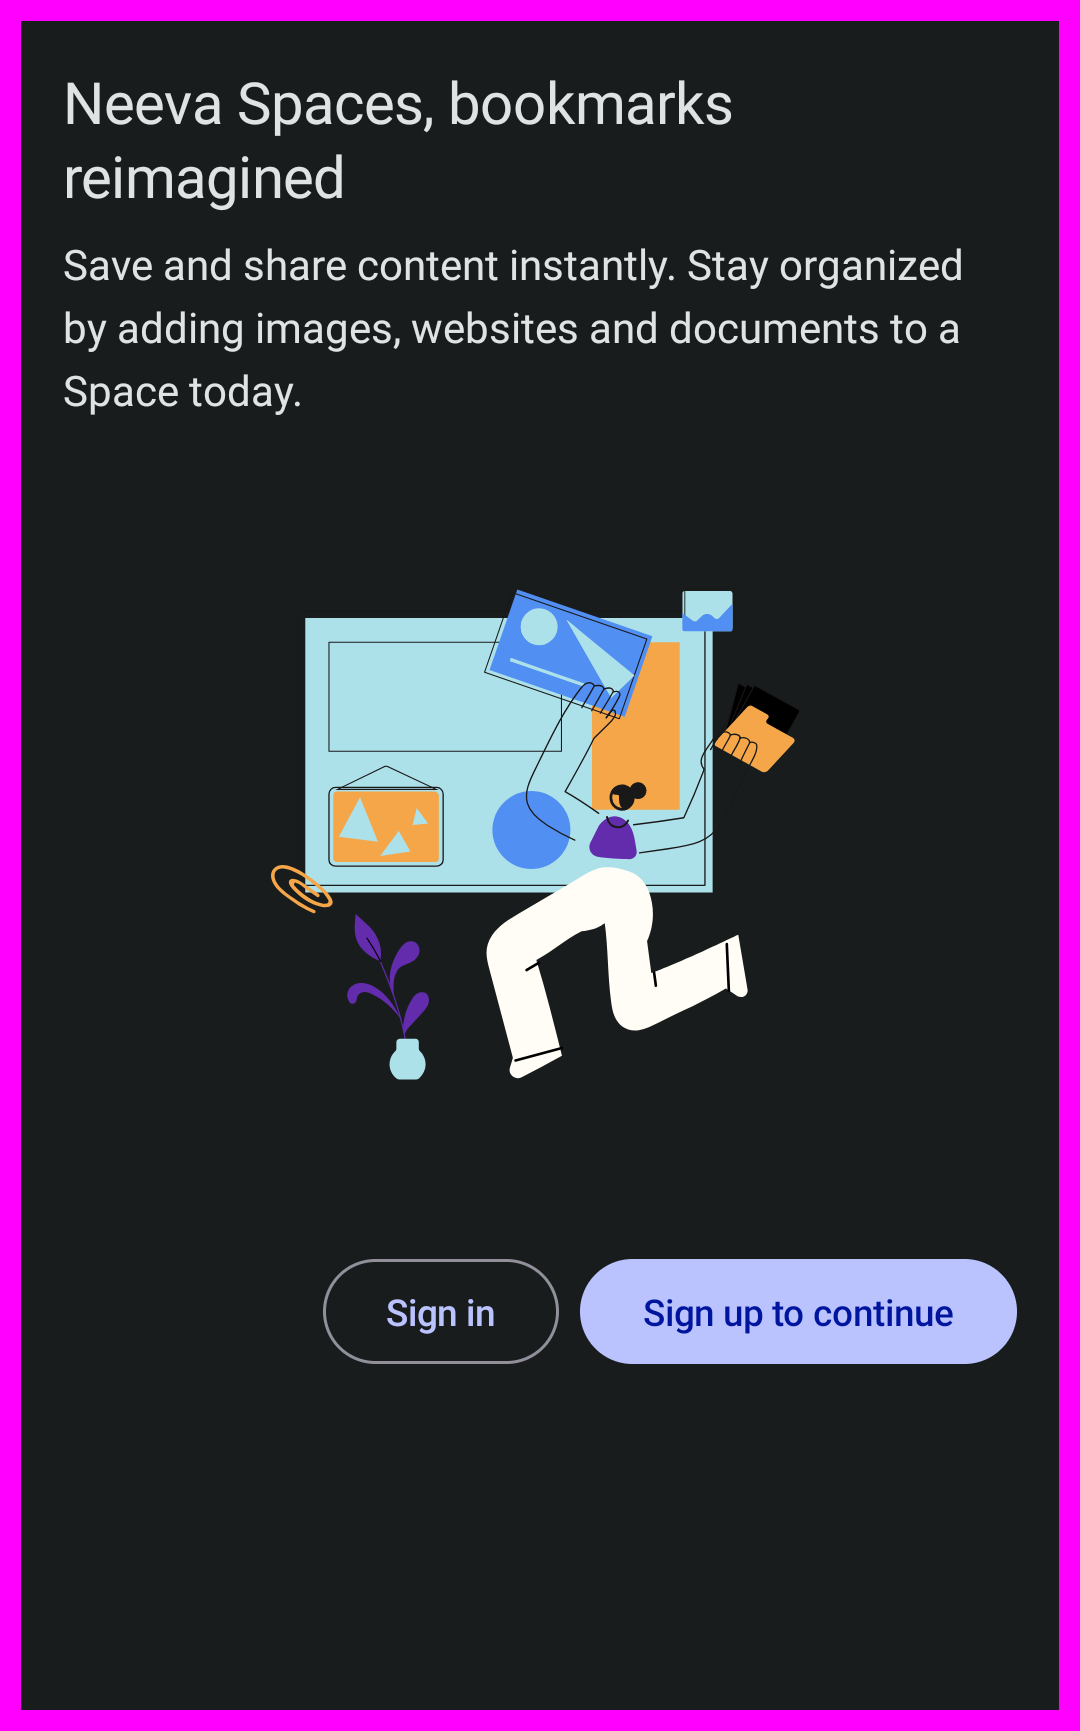 Neeva Spaces, bookmarks
reimagined
Save and share content instantly. Stay organized
by adding images, websites and documents to a
Space today.
Sign in
Sign up to continue